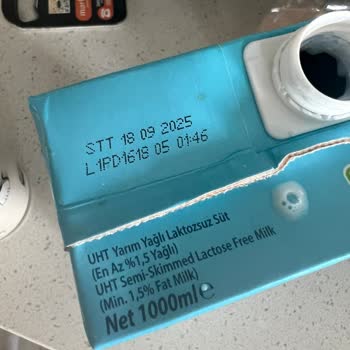 STT 18 09 2025
L1PD1618 05 01:46
UHT Yarım Yağlı Laktozsuz Süt
(En Az %1,5 Yağlı)
UHT Semi-Skimmed Lactose Free Milk
(Min. 1,5% Fat Milk)
Net 1000ml ℮